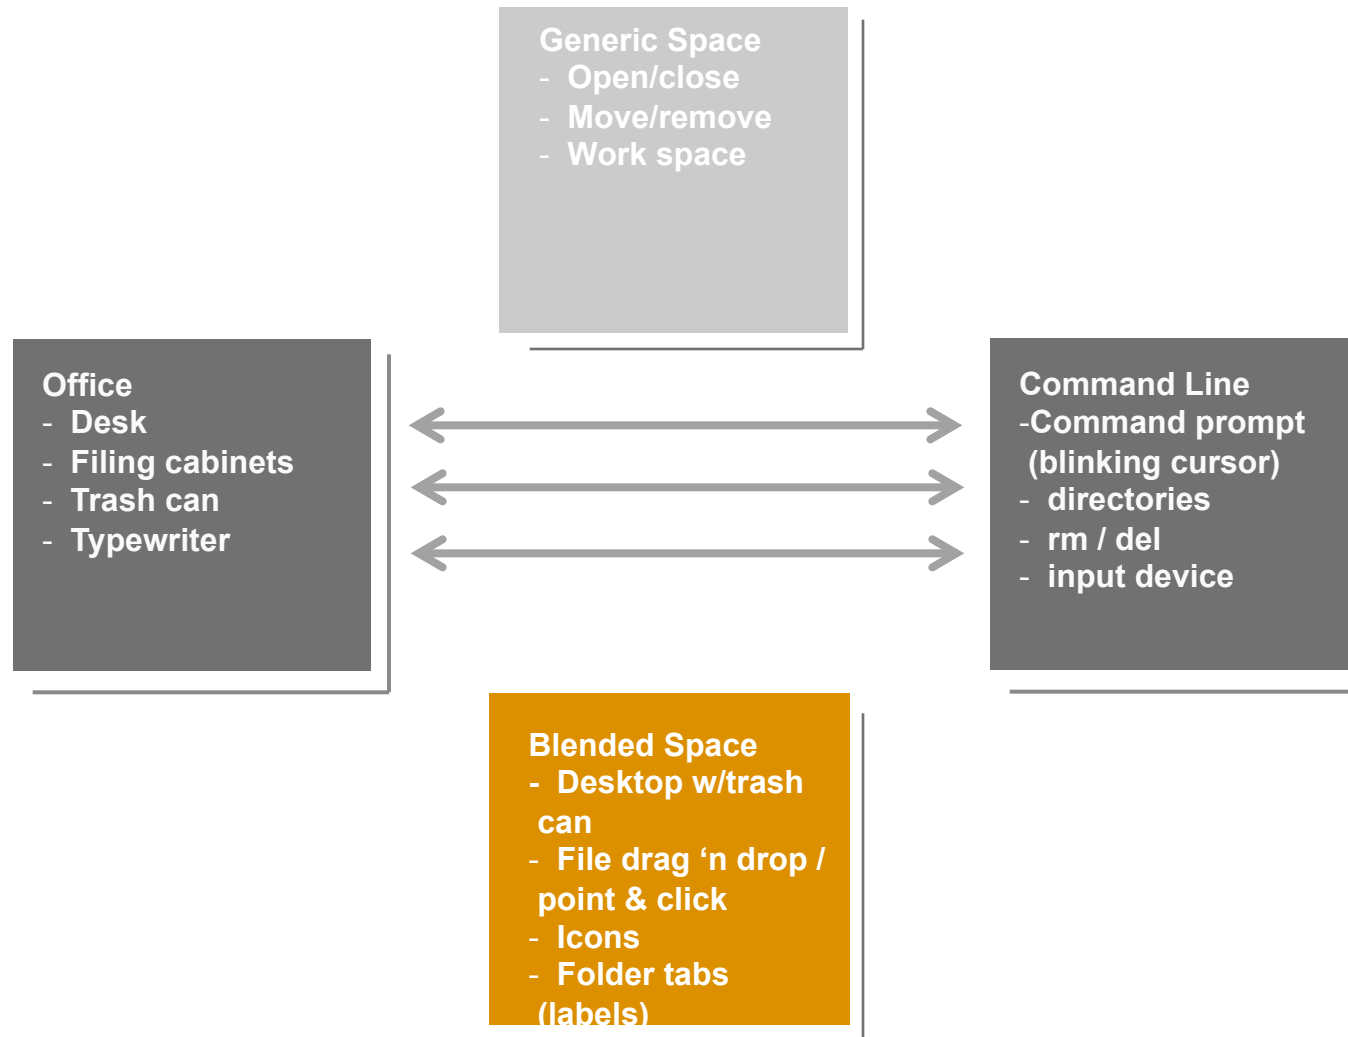 Generic Space
- Open/close
- Move/remove
- Work space
Office
- Desk
- Filing cabinets
- Trash can
- Typewriter
Command Line
-Command prompt
(blinking cursor)
- directories
- rm / del
- input device
Blended Space
- Desktop w/trash
can
- File drag ‘n drop /
point & click
- Icons
- Folder tabs
(labels)